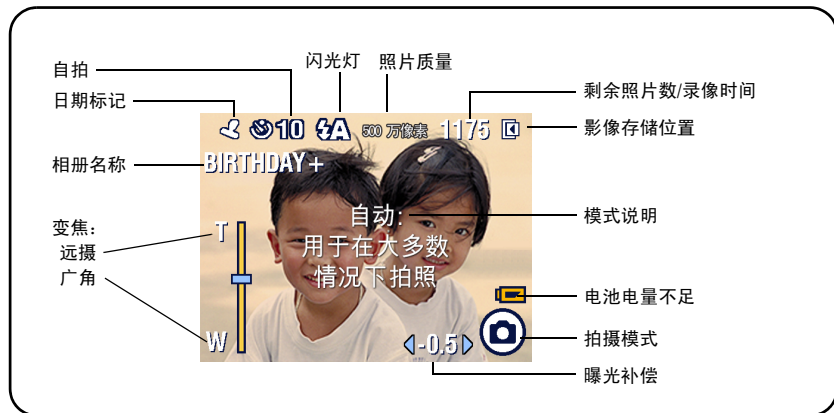 闪光灯 照片质量
自拍
日期标记
剩余照片数/录像时间
影像存储位置
10 A 500 万像素 1175
相册名称
BIRTHDAY+
自动:
用于在大多数
情况下拍照
模式说明
变焦:
远摄
广角
T
W
电池电量不足
拍摄模式
-0.5
曝光补偿